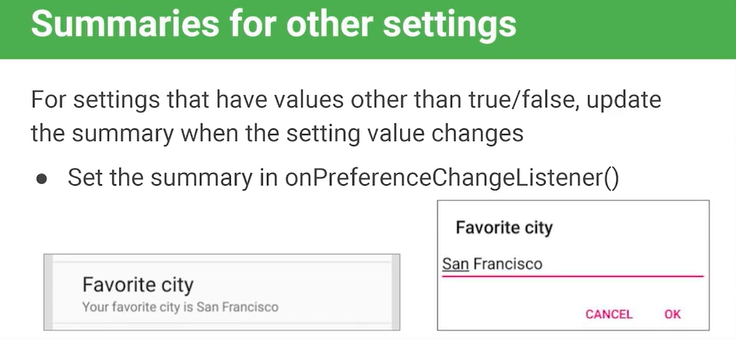 Summaries for other settings
For settings that have values other than true/false, update
the summary when the setting value changes
● Set the summary in onPreferenceChangeListener()
Favorite city
Your favorite city is San Francisco
Favorite city
San Francisco
CANCEL OK